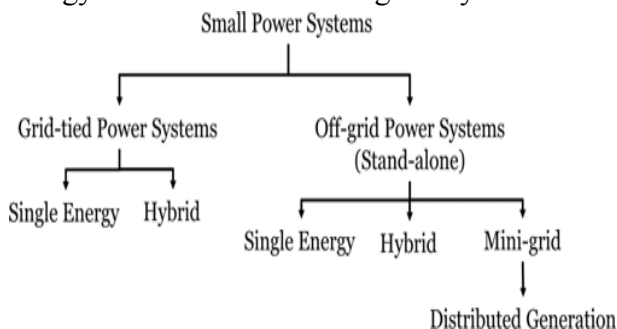 Small Power Systems
Grid-tied Power Systems
Off-grid Power Systems
(Stand-alone)
Single Energy
Hybrid
Single Energy
Hybrid
Mini-grid
Distributed Generation